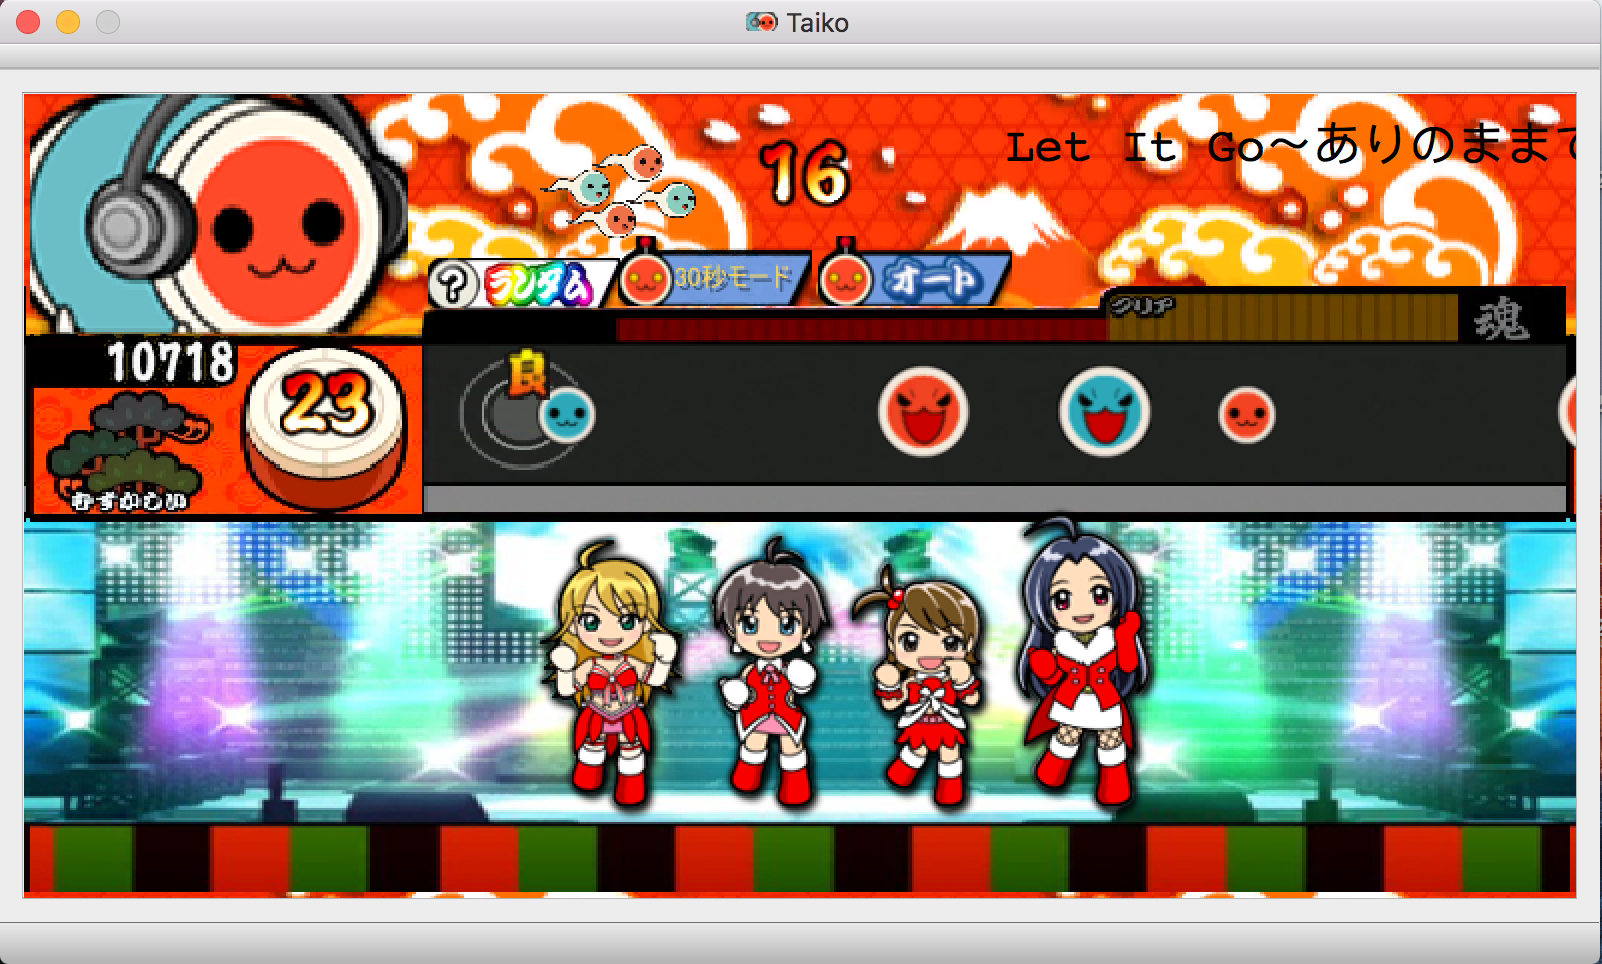 Taiko
16
Let It Go～ありのままで
?
ランダム
30秒モード
オート
クリア
魂
10718
良
23
むずかしい